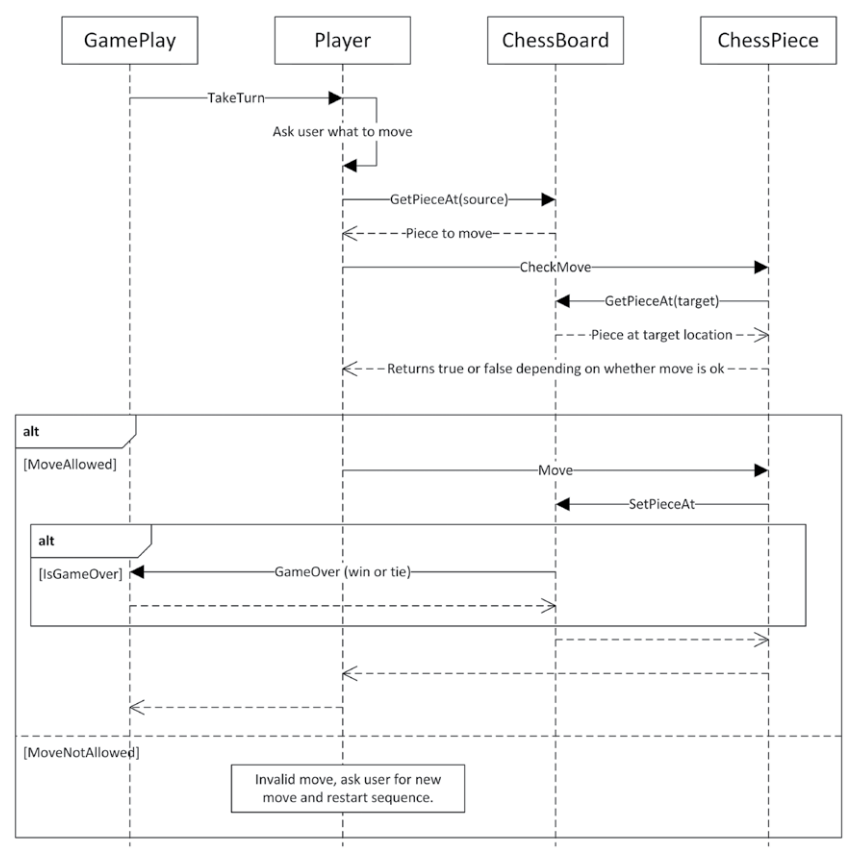 GamePlay
Player
ChessBoard
ChessPiece
TakeTurn
Ask user what to move
GetPieceAt(source)
Piece to move
CheckMove
GetPieceAt(target)
Piece at target location
Returns true or false depending on whether move is ok
alt
[MoveAllowed]
Move
SetPieceAt
alt
[IsGameOver]
GameOver (win or tie)
[MoveNotAllowed]
Invalid move, ask user for new
move and restart sequence.